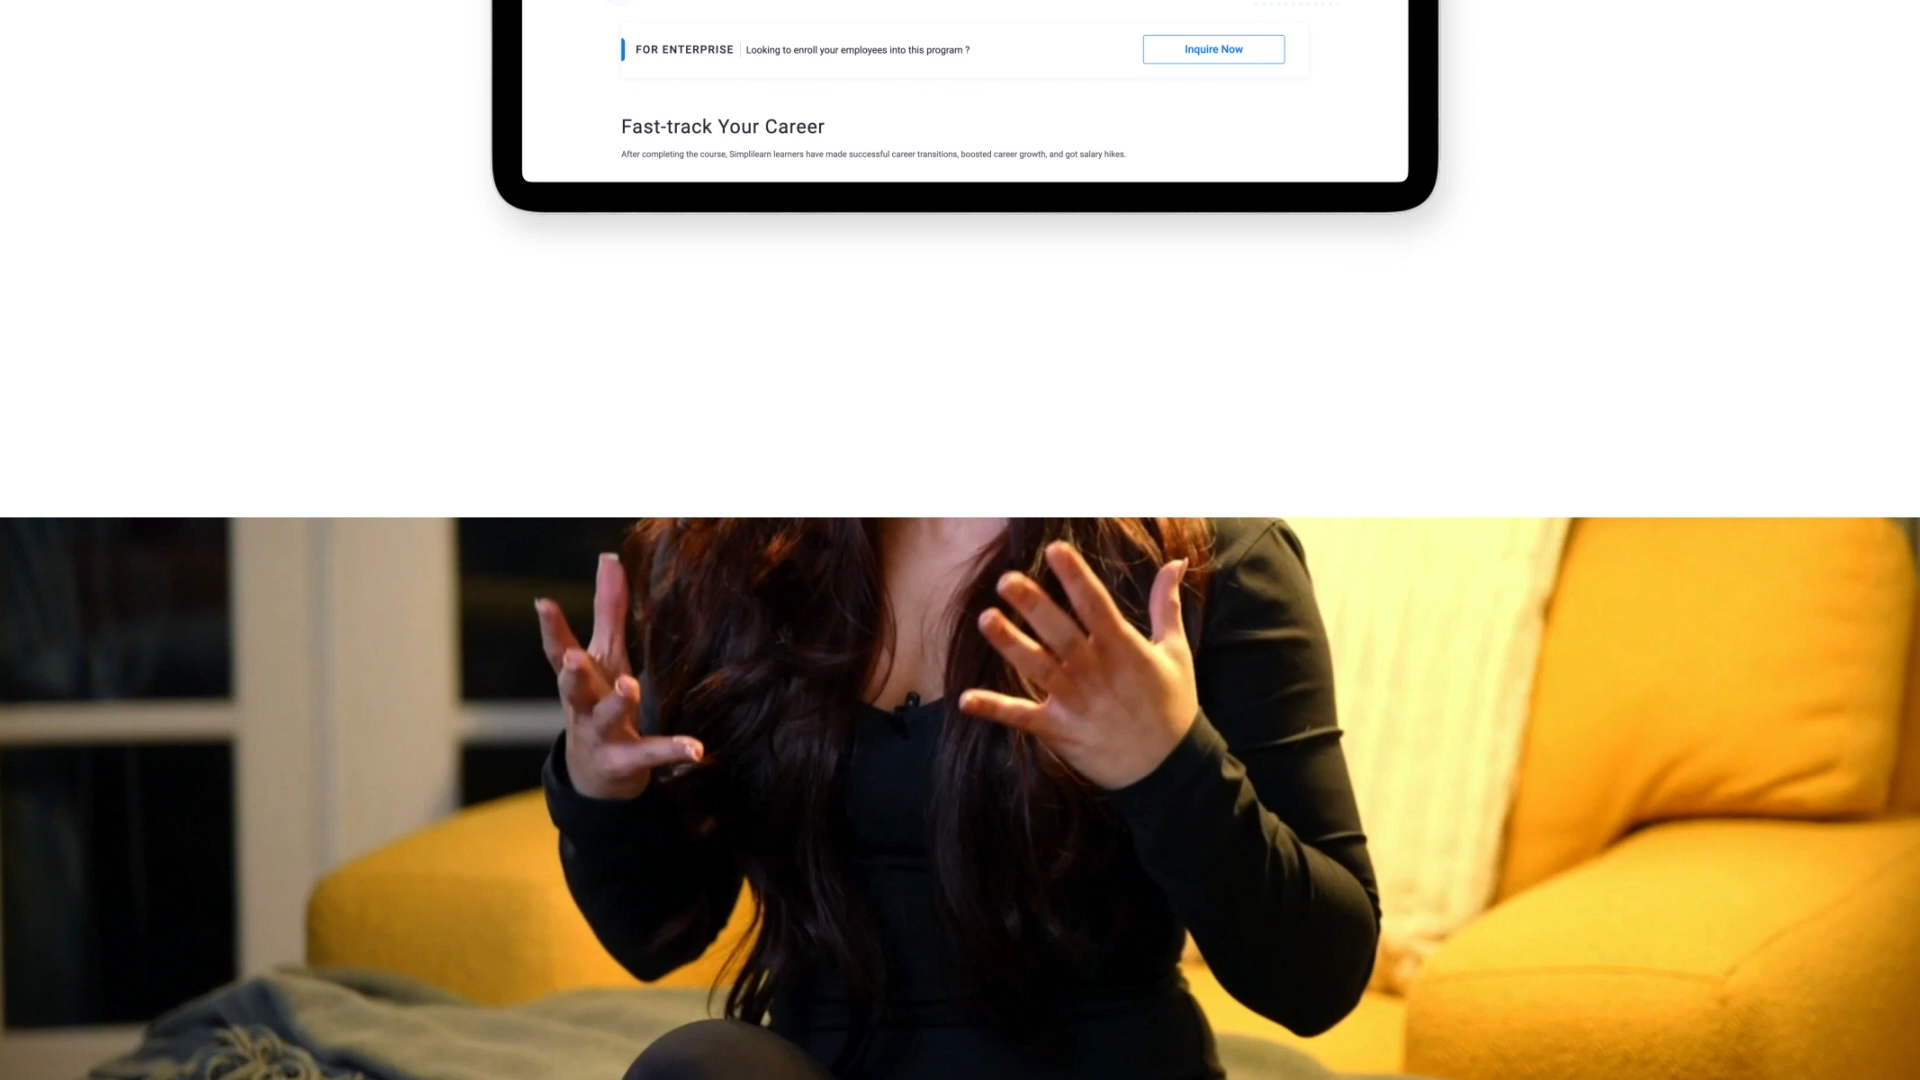 FOR ENTERPRISE Looking to enroll your employees into this program ?
Inquire Now
Fast-track Your Career
After completing the course, Simplilearn learners have made successful career transitions, boosted career growth, and got salary hikes.